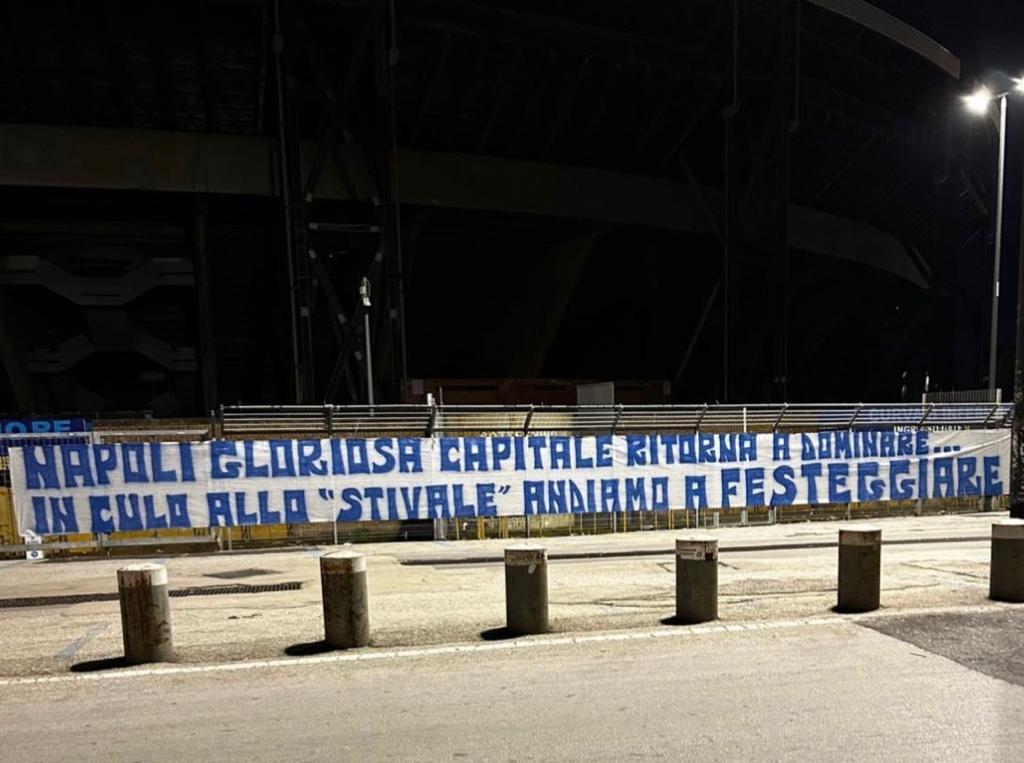 NAPOLI GLORIOSA CAPITALE RITORNA A DOMINARE...
IN CULO ALLO "STIVALE" ANDIAMO A FESTEGGIARE